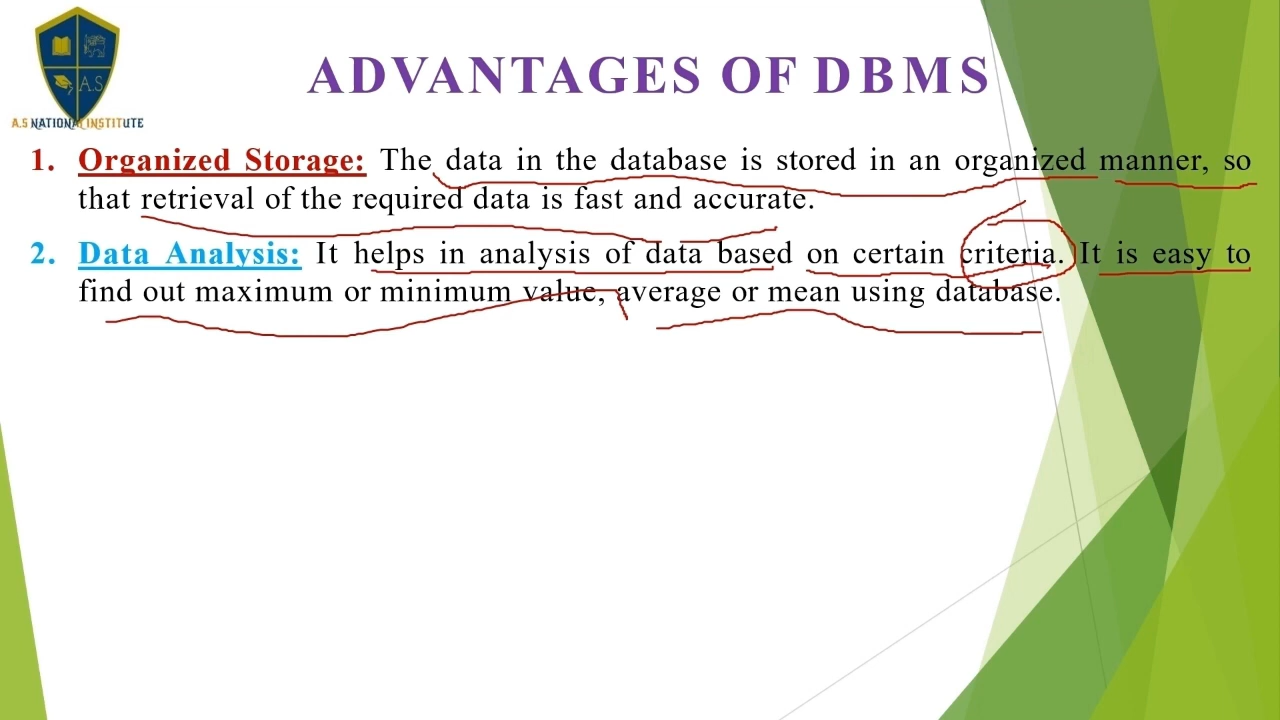 A.S
A.S NATIONAL INSTITUTE
ADVANTAGES OF DBMS
1. Organized Storage: The data in the database is stored in an organized manner, so
that retrieval of the required data is fast and accurate.
2. Data Analysis: It helps in analysis of data based on certain criteria. It is easy to
find out maximum or minimum value, average or mean using database.